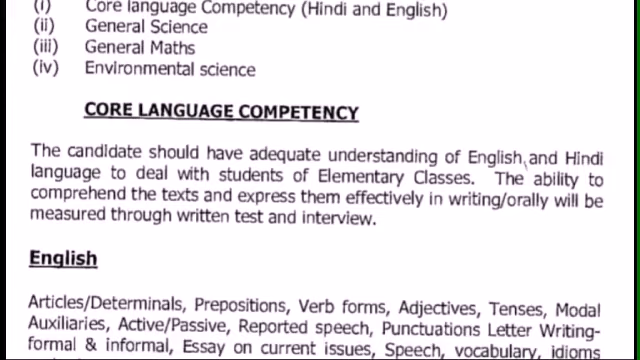 (i) Core language Competency (Hindi and English)
(ii) General Science
(iii) General Maths
(iv) Environmental science
CORE LANGUAGE COMPETENCY
The candidate should have adequate understanding of English and Hindi
language to deal with students of Elementary Classes. The ability to
comprehend the texts and express them effectively in writing/orally will be
measured through written test and interview.
English
Articles/Determinals, Prepositions, Verb forms, Adjectives, Tenses, Modal
Auxiliaries, Active/Passive, Reported speech, Punctuations Letter Writing-
formal & informal, Essay on current issues, Speech, vocabulary, idioms